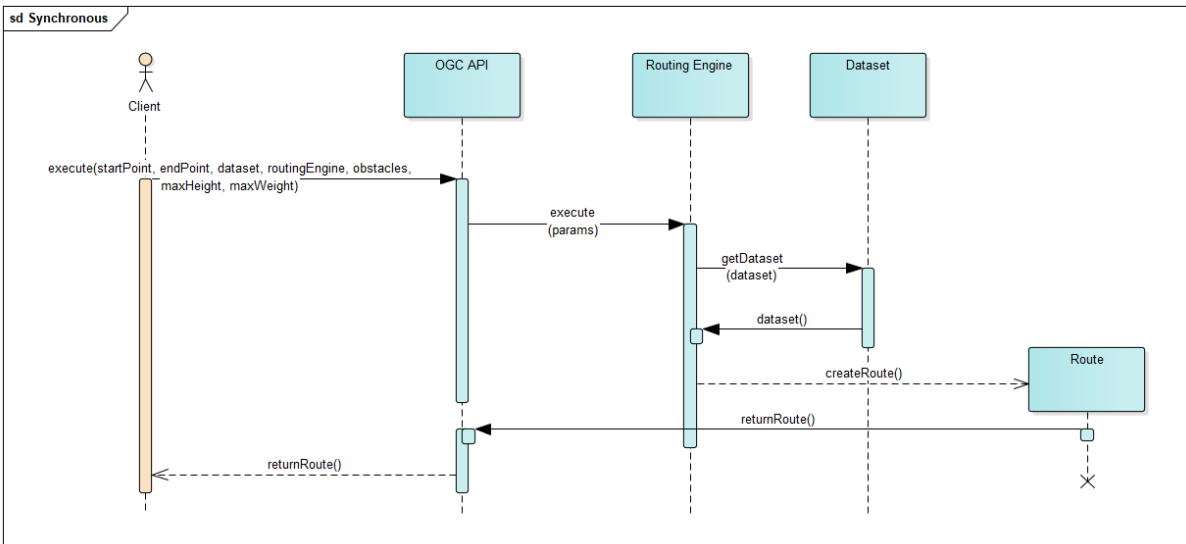 sd Synchronous
Client
OGC API
Routing Engine
Dataset
execute(startPoint, endPoint, dataset, routingEngine, obstacles,
maxHeight, maxWeight)
execute
(params)
getDataset
(dataset)
dataset()
Route
createRoute()
returnRoute()
returnRoute()